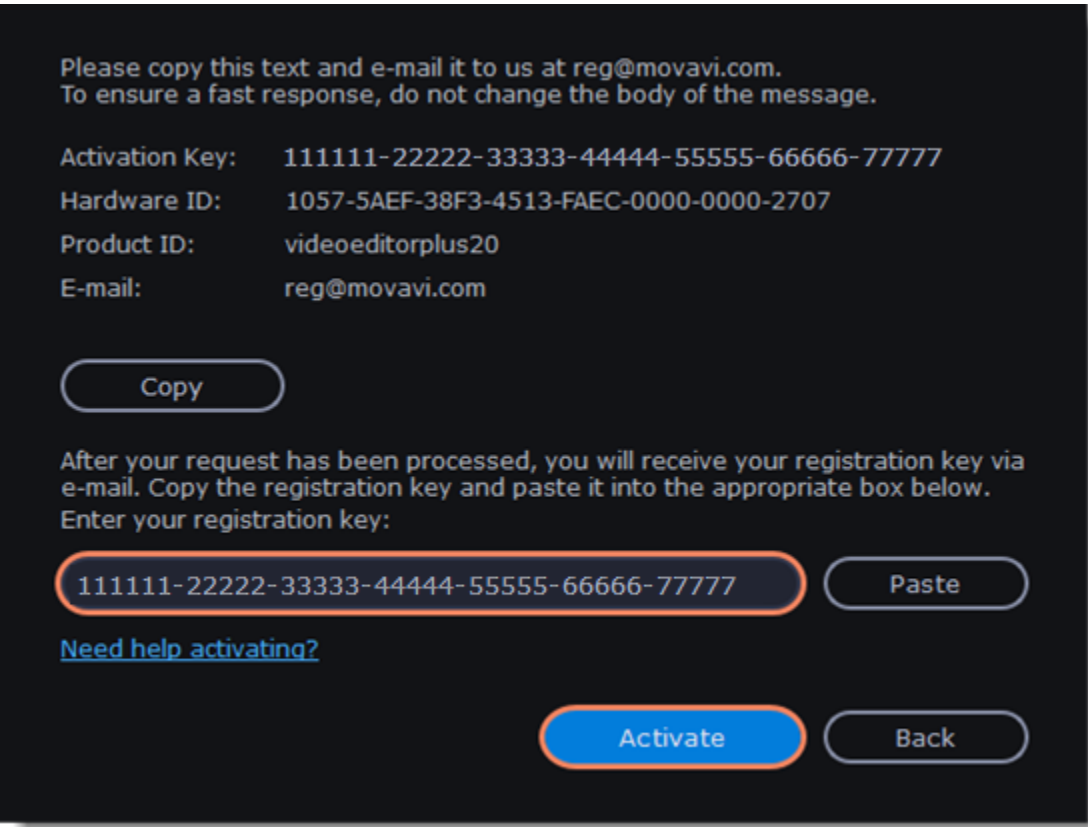 Please copy this text and e-mail it to us at reg@movavi.com.
To ensure a fast response, do not change the body of the message.
Activation Key: 111111-22222-33333-44444-55555-66666-77777
Hardware ID: 1057-5AEF-38F3-4513-FAEC-0000-0000-2707
Product ID: videoeditorplus20
E-mail: reg@movavi.com
Copy
After your request has been processed, you will receive your registration key via
e-mail. Copy the registration key and paste it into the appropriate box below.
Enter your registration key:
111111-22222-33333-44444-55555-66666-77777 Paste
Need help activating?
Activate Back